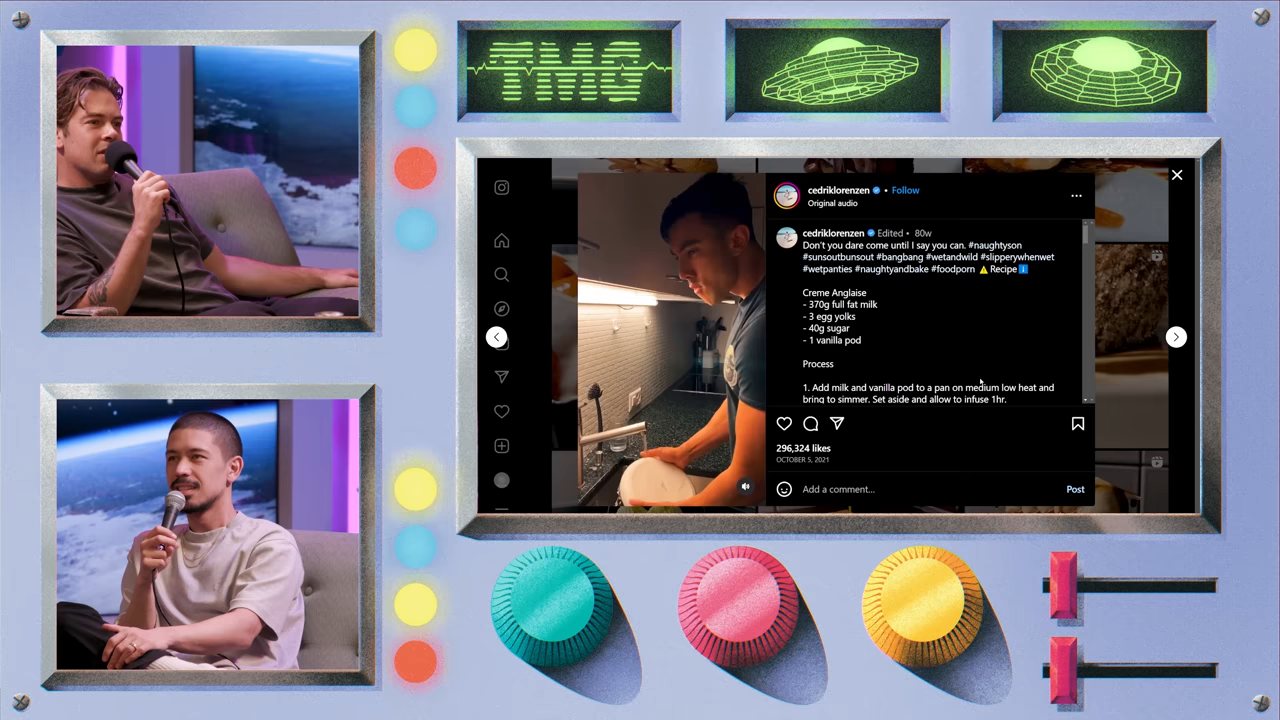 TMG
cedriklorenzen • Follow
Original audio
cedriklorenzen Edited • 80w
Don't you dare come until I say you can. #naughtyson
#sunsoutbunsout #bangbang #wetandwild #slipperywhenwet
#wetpanties #naughtyandbake #foodporn ⚠️Recipe ℹ️
Creme Anglaise
- 370g full fat milk
- 3 egg yolks
- 40g sugar
- 1 vanilla pod
Process
1. Add milk and vanilla pod to a pan on medium low heat and
bring to simmer. Set aside and allow to infuse 1hr.
296,324 likes
OCTOBER 5, 2021
Add a comment...
Post